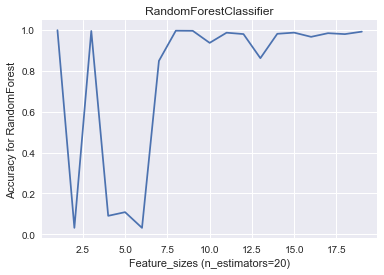 RandomForestClassifier
Accuracy for RandomForest
1.0
0.8
0.6
0.4
0.2
0.0
2.5 5.0 7.5 10.0 12.5 15.0 17.5
Feature_sizes (n_estimators=20)